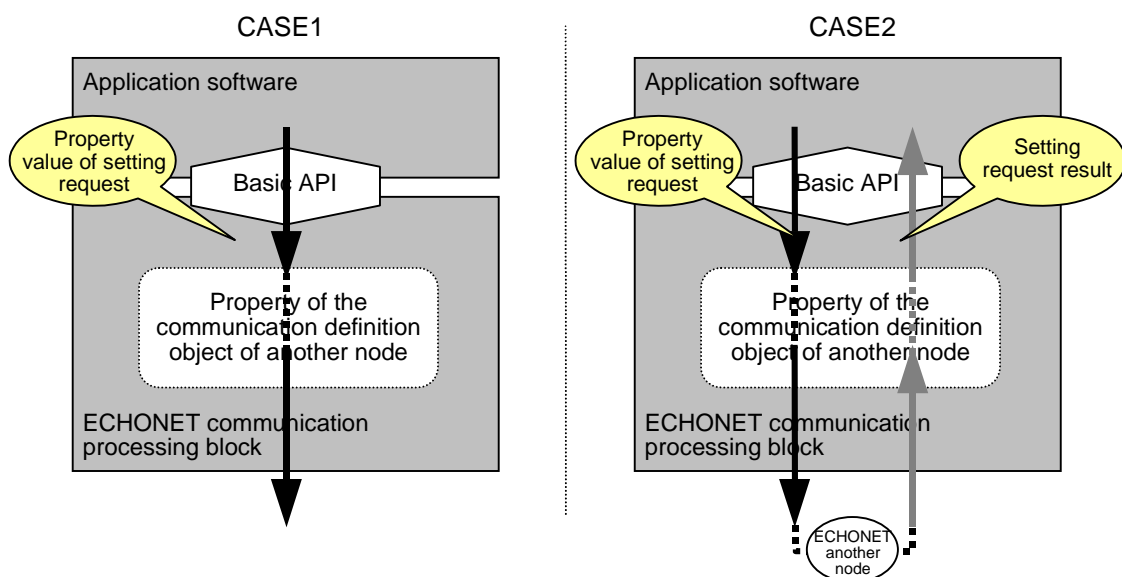 CASE1
Application software
Property
value of setting
request
Basic API
Property of the
communication definition
object of another node
ECHONET communication
processing block
CASE2
Application software
Property
value of setting
request
Basic API
Setting
request result
Property of the
communication definition
object of another node
ECHONET communication
processing block
ECHONET
another
node